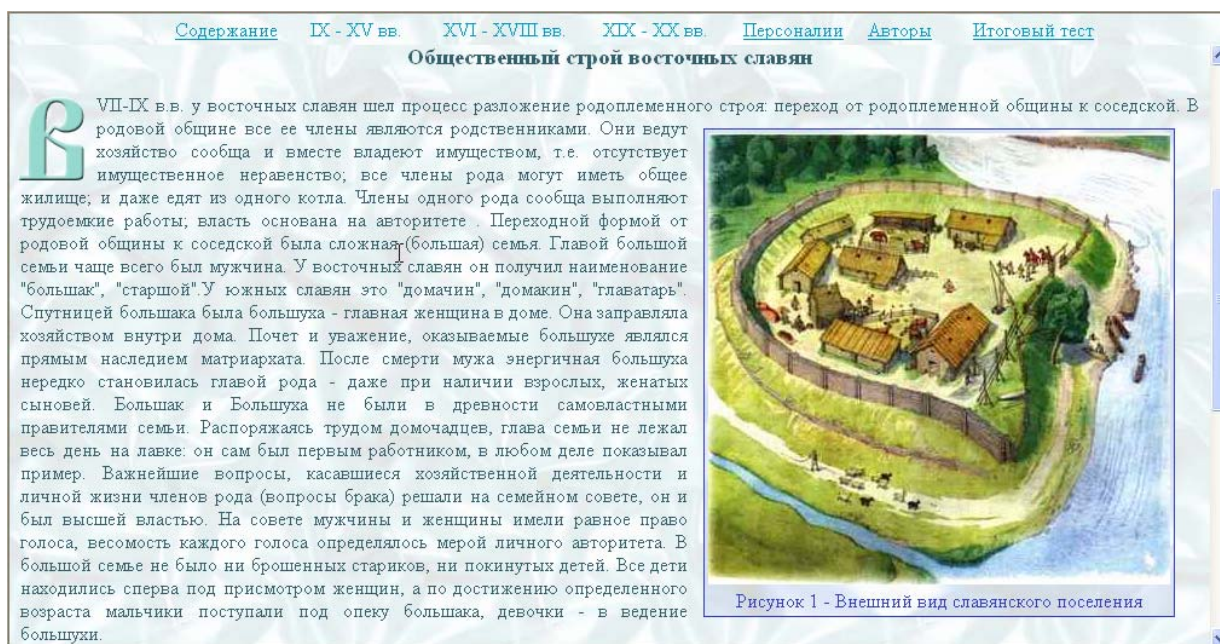 Содержание IX - XV вв. XVI - XVIII вв. XIX - XX вв. Персоналии Авторы Итоговый тест
Общественный строй восточных славян
В VII-IX в.в. у восточных славян шел процесс разложение родоплеменного строя: переход от родоплеменной общины к соседской. В
родовой общине все ее члены являются родственниками. Они ведут
хозяйство сообща и вместе владеют имуществом, т.е. отсутствует
имущественное неравенство; все члены рода могут иметь общее
жилище; и даже едят из одного котла. Члены одного рода сообща выполняют
трудоемкие работы; власть основана на авторитете . Переходной формой от
родовой общины к соседской была сложная (большая) семья. Главой большой
семьи чаще всего был мужчина. У восточных славян он получил наименование
"большак", "старшой".У южных славян это "домачин", "домакин", "главатарь".
Спутницей большака была большуха - главная женщина в доме. Она заправляла
хозяйством внутри дома. Почет и уважение, оказываемые большухе являлся
прямым наследием матриархата. После смерти мужа энергичная большуха
нередко становилась главой рода - даже при наличии взрослых, женатых
сыновей. Большак и Большуха не были в древности самовластными
правителями семьи. Распоряжаясь трудом домочадцев, глава семьи не лежал
весь день на лавке: он сам был первым работником, в любом деле показывал
пример. Важнейшие вопросы, касавшиеся хозяйственной деятельности и
личной жизни членов рода (вопросы брака) решали на семейном совете, он и
был высшей властью. На совете мужчины и женщины имели равное право
голоса, весомость каждого голоса определялось мерой личного авторитета. В
большой семье не было ни брошенных стариков, ни покинутых детей. Все дети
находились сперва под присмотром женщин, а по достижению определенного
возраста мальчики поступали под опеку большака, девочки - в ведение
большухи.
Рисунок 1 - Внешний вид славянского поселения